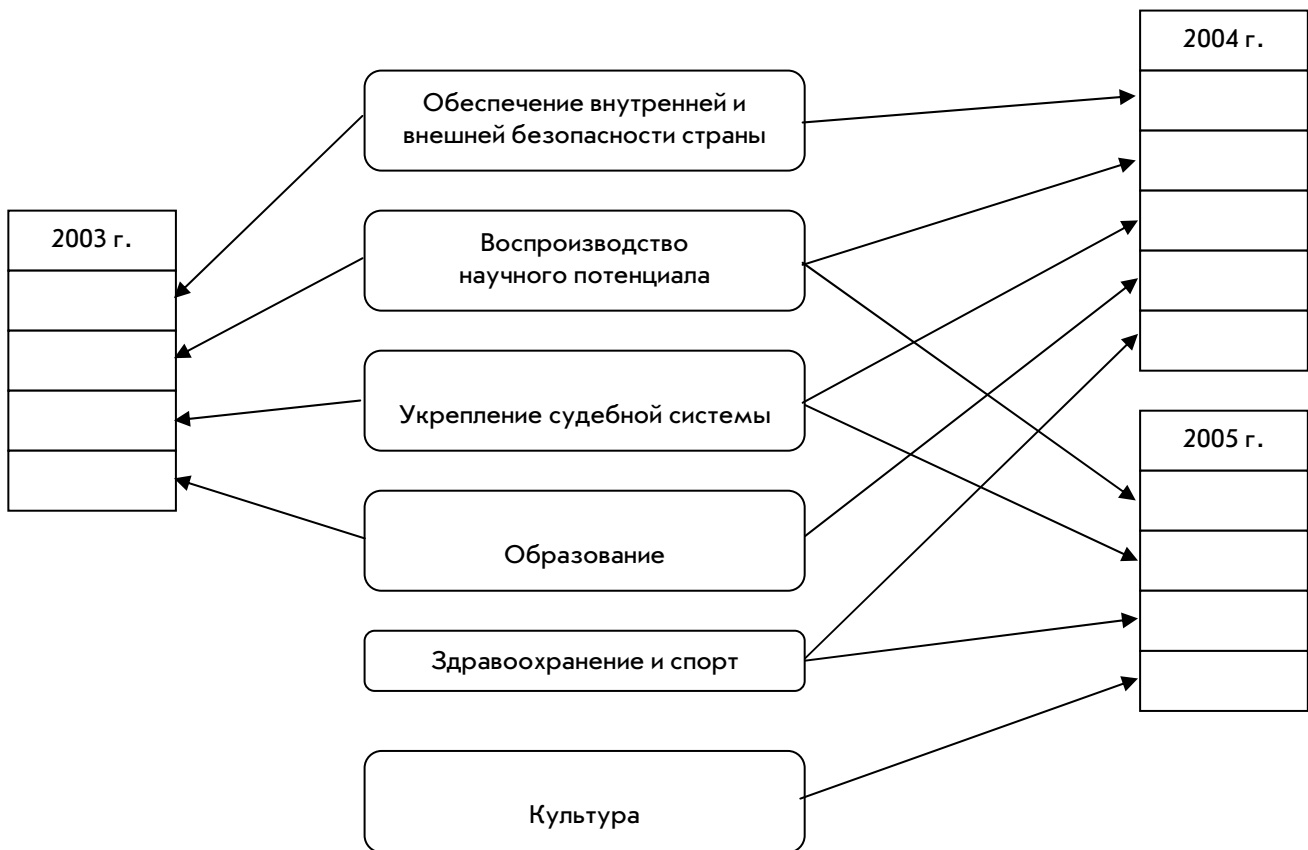 2004 г.
Обеспечение внутренней и
внешней безопасности страны
2003 г.
Воспроизводство
научного потенциала
Укрепление судебной системы
2005 г.
Образование
Здравоохранение и спорт
Культура